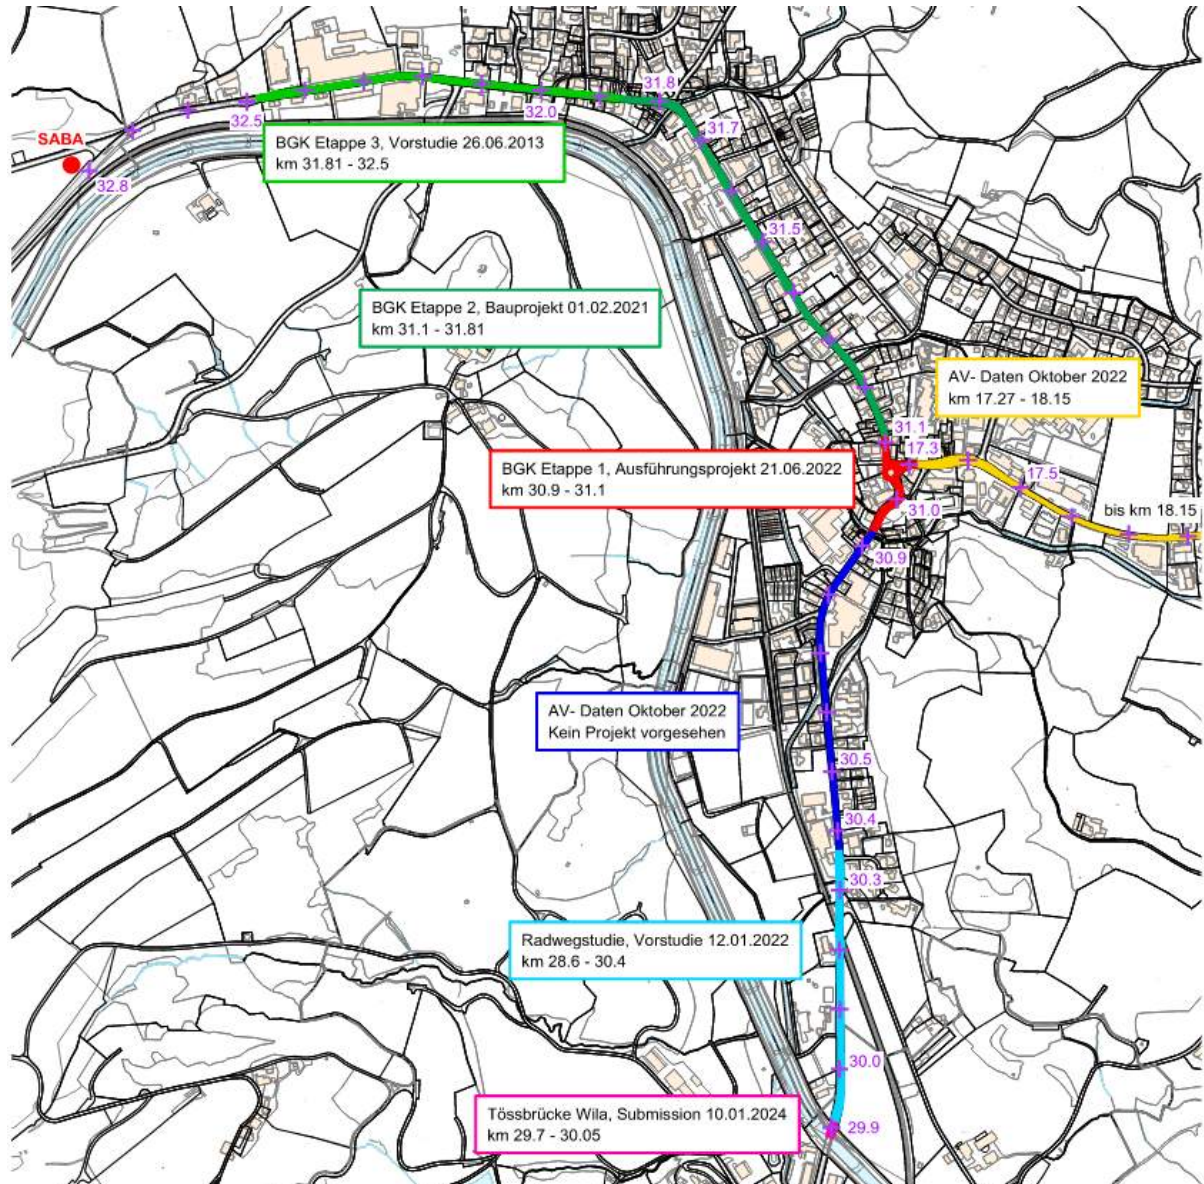 31.8
SABA
32.5
32.0
31.7
BGK Etappe 3, Vorstudie 26.06.2013
km 31.81 - 32.5
32.8
31.5
BGK Etappe 2, Bauprojekt 01.02.2021
km 31.1 - 31.81
AV- Daten Oktober 2022
km 17.27 - 18.15
31.1
17.3
BGK Etappe 1, Ausführungsprojekt 21.06.2022
km 30.9 - 31.1
17.5
31.0
bis km 18.15
30.9
AV- Daten Oktober 2022
Kein Projekt vorgesehen
30.5
30.4
30.3
Radwegstudie, Vorstudie 12.01.2022
km 28.6 - 30.4
30.0
Tössbrücke Wila, Submission 10.01.2024
km 29.7 - 30.05
29.9